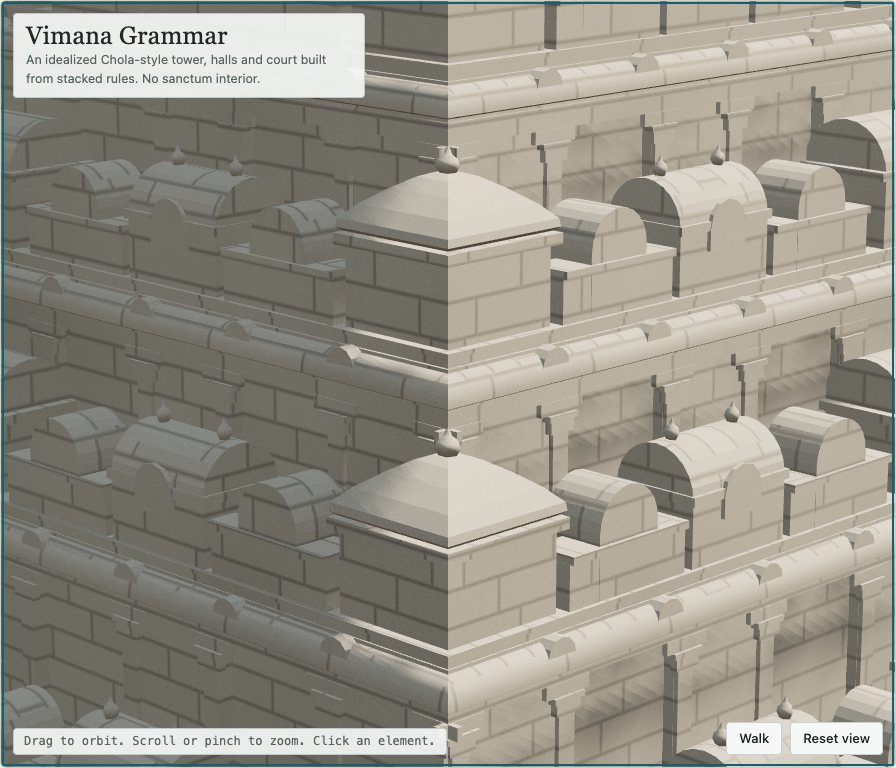 Vimana Grammar
An idealized Chola-style tower, halls and court built
from stacked rules. No sanctum interior.
Drag to orbit. Scroll or pinch to zoom. Click an element.
Walk
Reset view